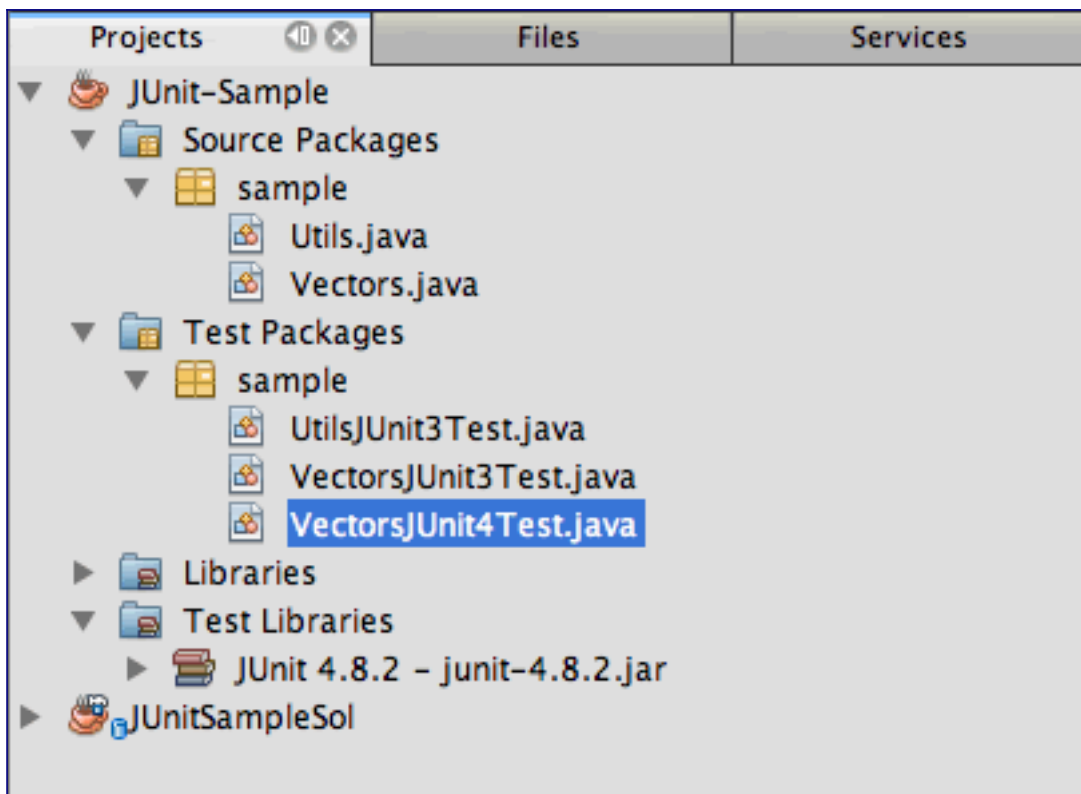 Projects Files Services
JUnit-Sample
Source Packages
sample
Utils.java
Vectors.java
Test Packages
sample
UtilsJUnit3Test.java
VectorsJUnit3Test.java
VectorsJUnit4Test.java
Libraries
Test Libraries
JUnit 4.8.2 - junit-4.8.2.jar
JUnitSampleSol